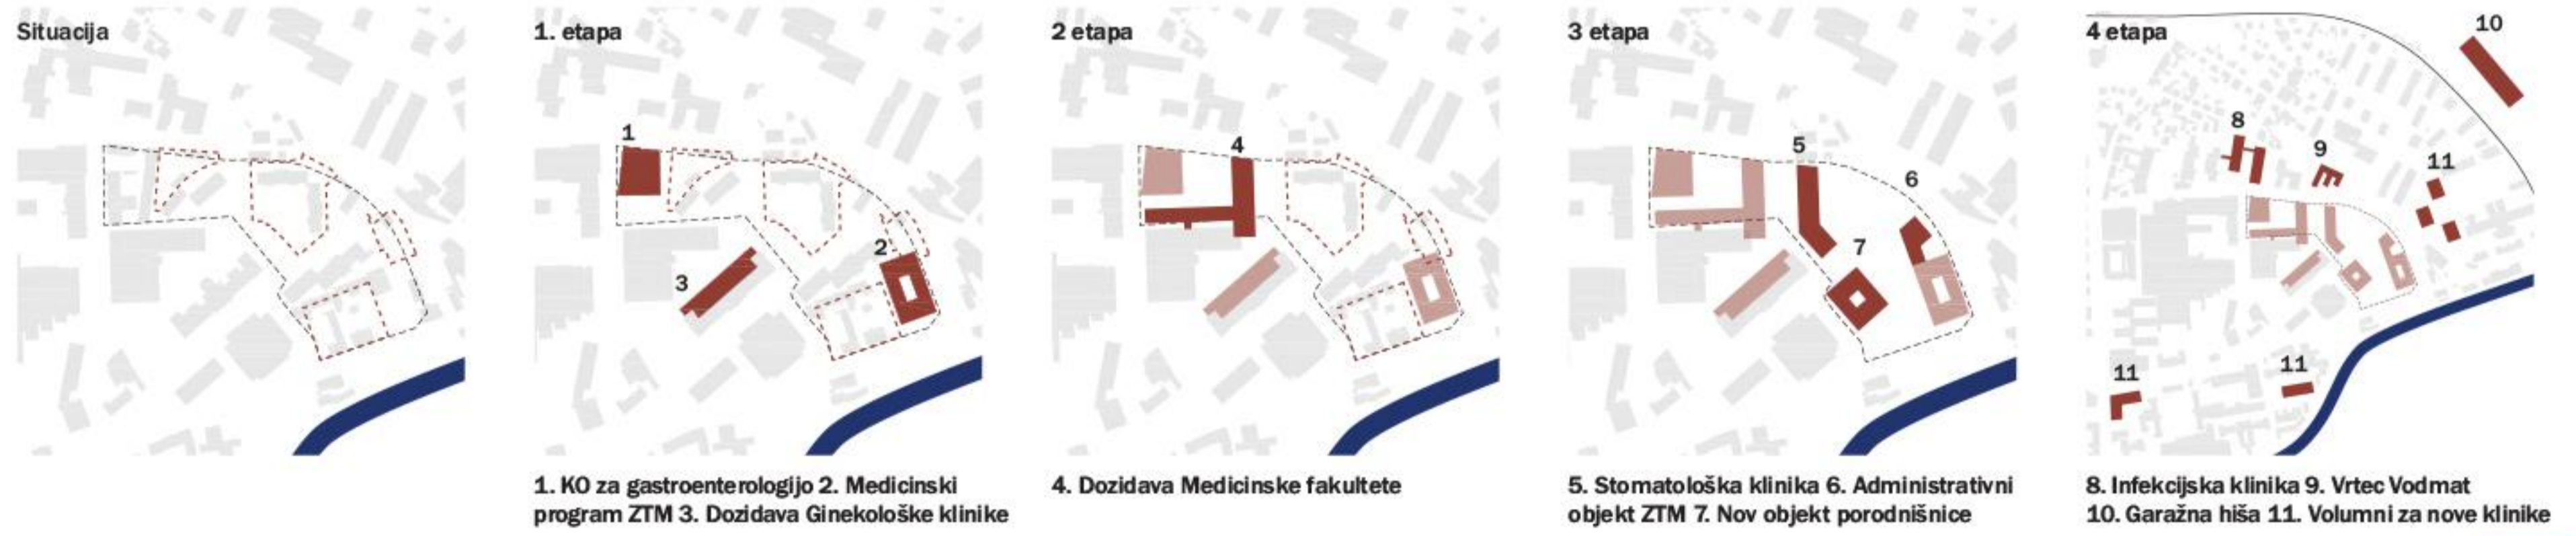 Situacija
1. etapa
1
2
3
1. KO za gastroenterologijo 2. Medicinski
program ZTM 3. Dozidava Ginekološke klinike
2 etapa
4
4. Dozidava Medicinske fakultete
3 etapa
5
6
7
5. Stomatološka klinika 6. Administrativni
objekt ZTM 7. Nov objekt porodnišnice
4 etapa
10
8
9
11
11
11
8. Infekcijska klinika 9. Vrtec Vodmat
10. Garažna hiša 11. Volumni za nove klinike